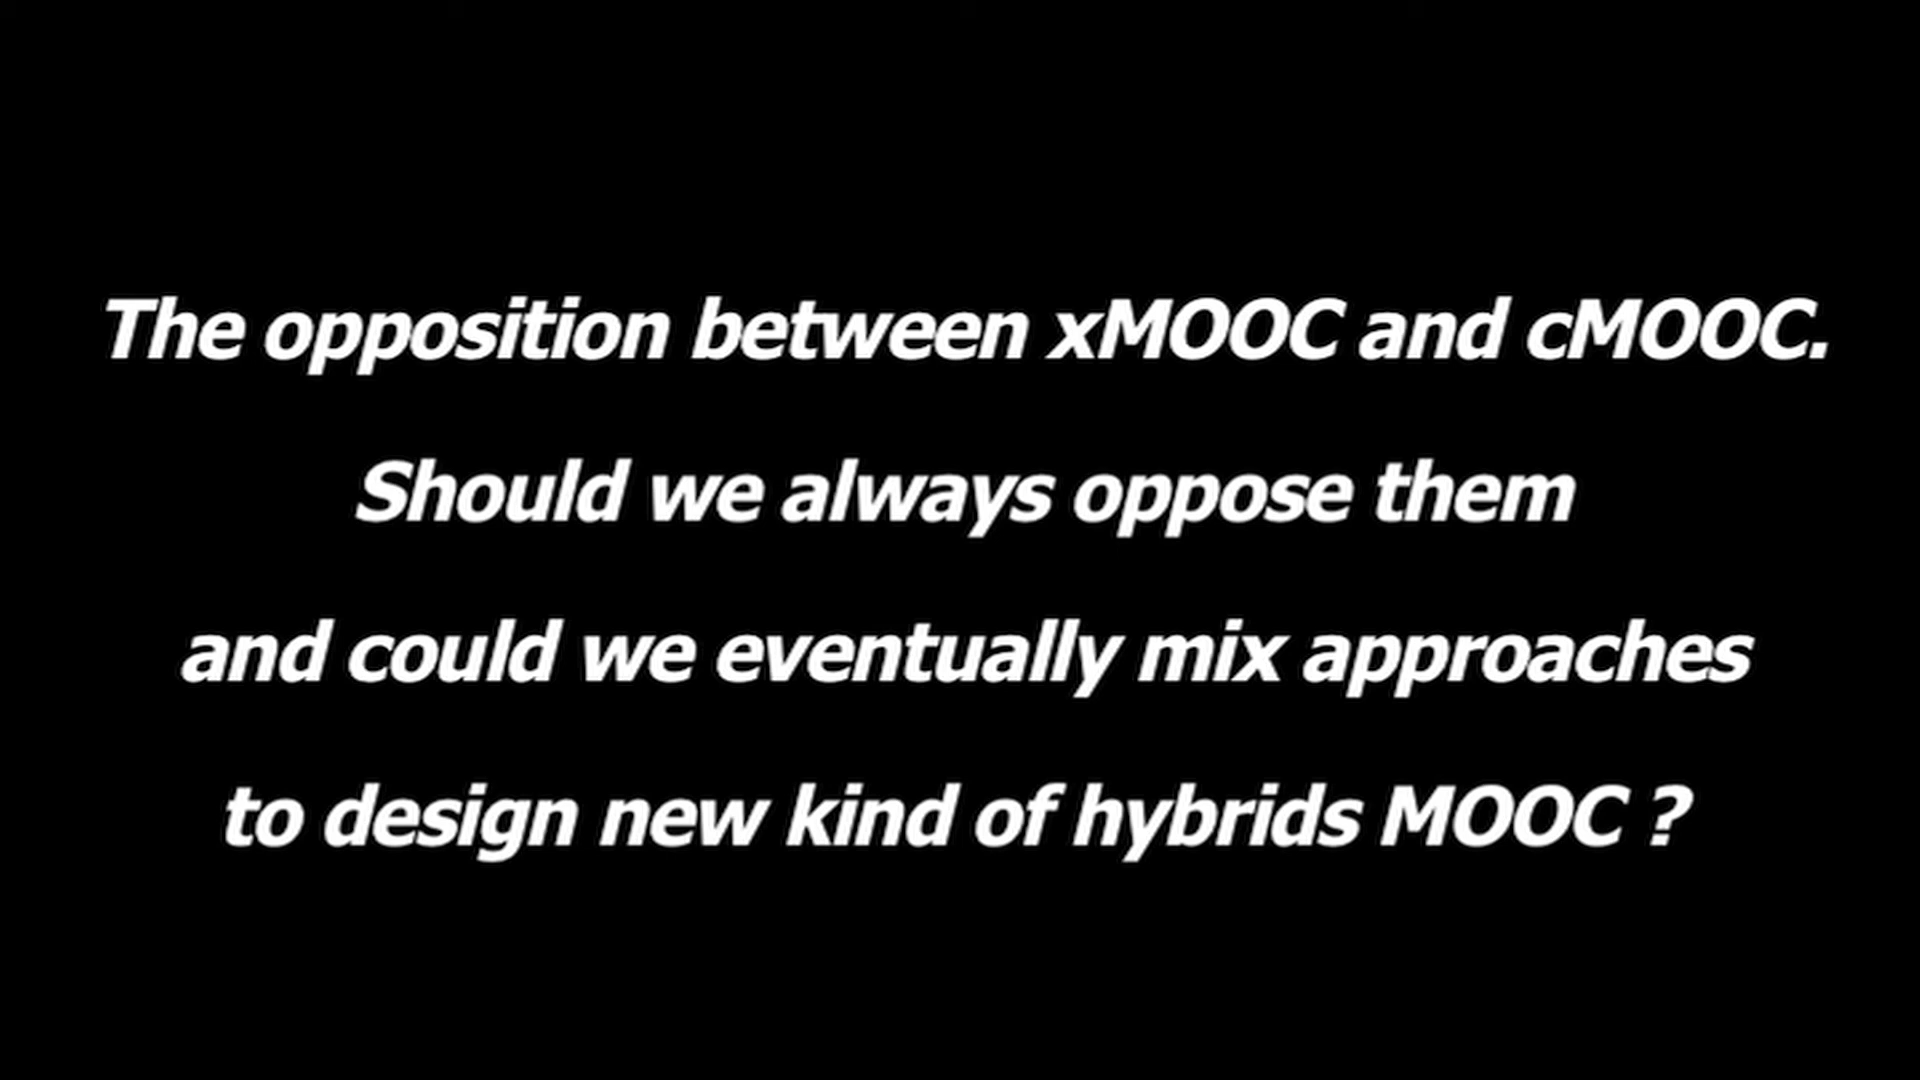 The opposition between xMOOC and cMOOC.
Should we always oppose them
and could we eventually mix approaches
to design new kind of hybrids MOOC ?